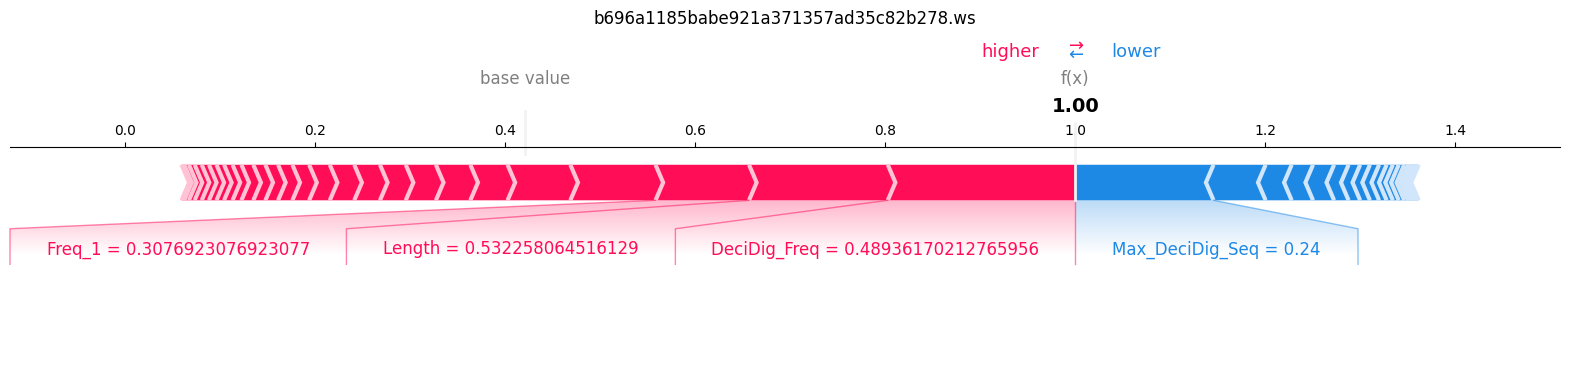 b696a1185babe921a371357ad35c82b278.ws
higher → ← lower
base value f(x)
1.00
0.0 0.2 0.4 0.6 0.8 1.0 1.2 1.4
Freq_1 = 0.3076923076923077 Length = 0.532258064516129 DeciDig_Freq = 0.48936170212765956 Max_DeciDig_Seq = 0.24